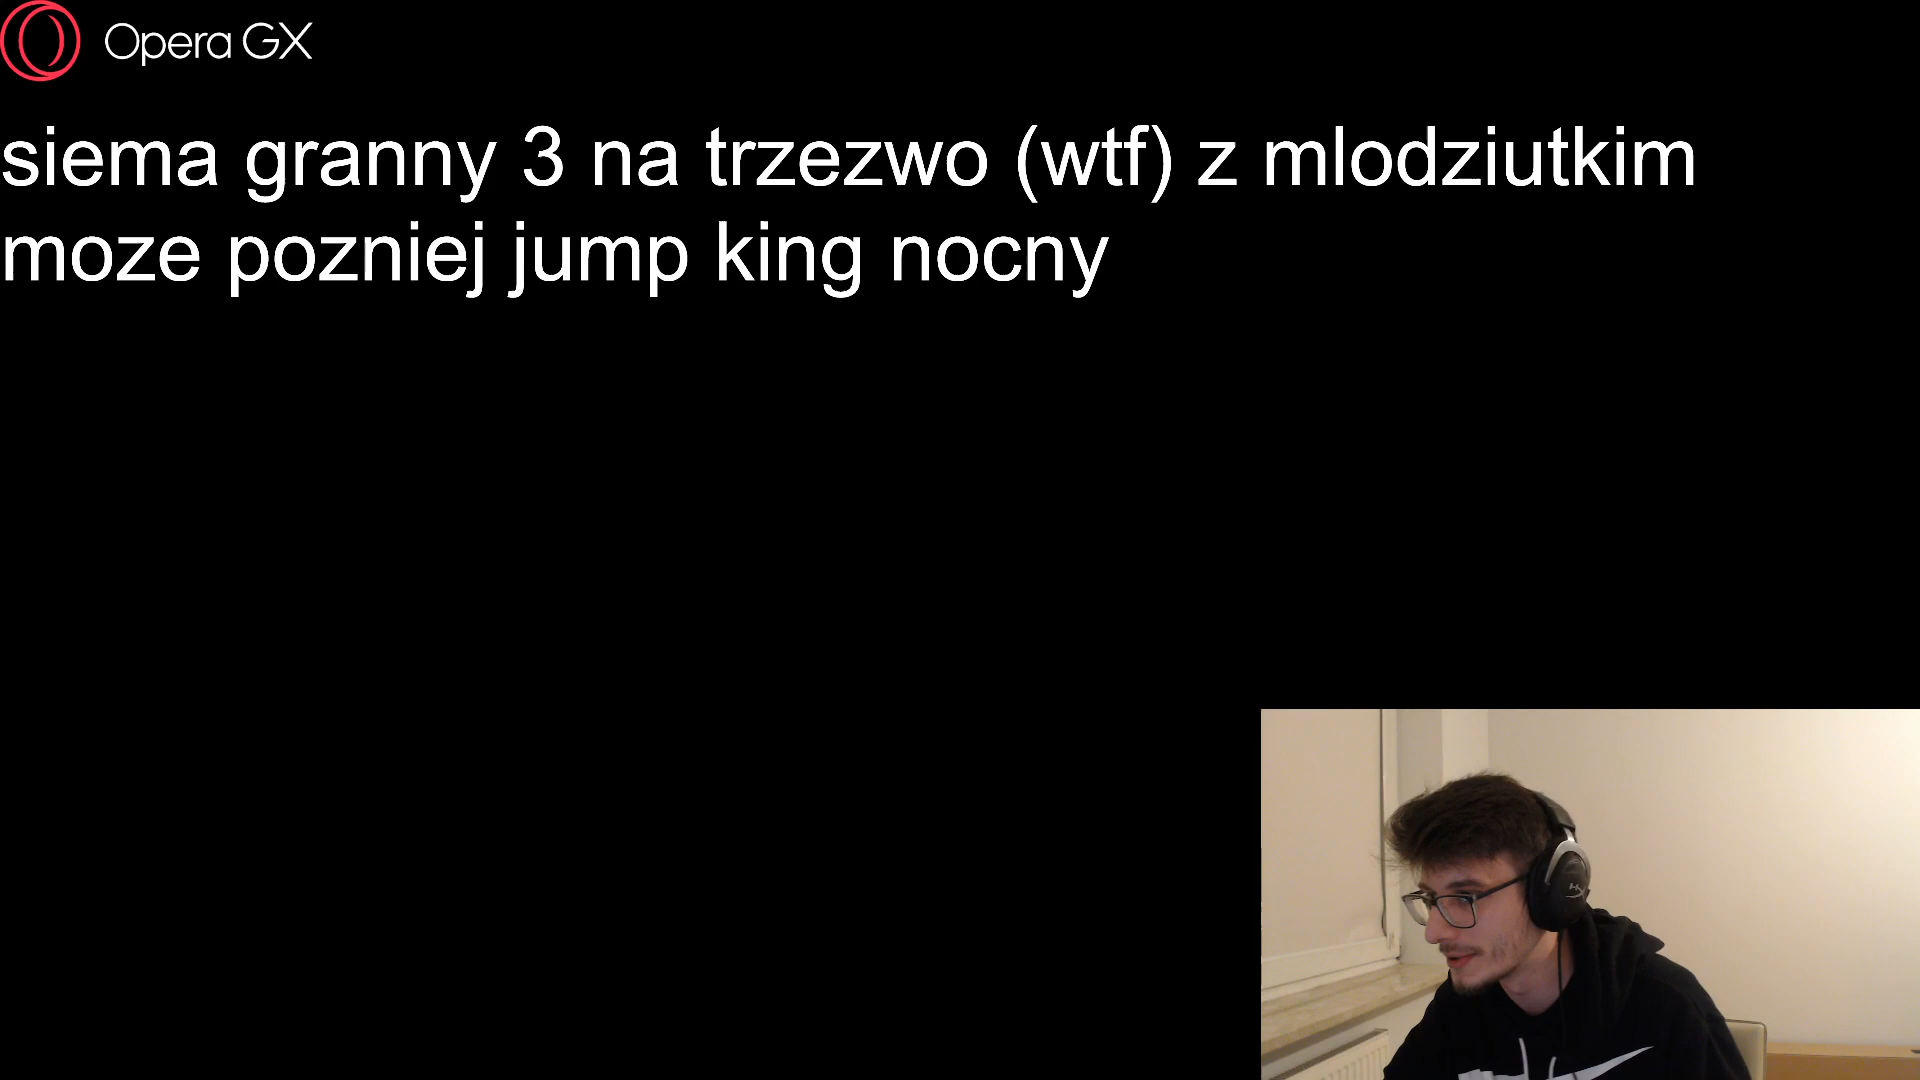 Opera GX
siema granny 3 na trzezwo (wtf) z mlodziutkim
moze pozniej jump king nocny